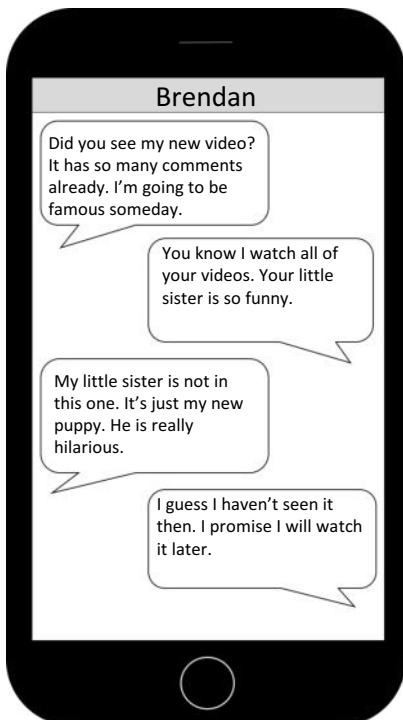 Brendan
Did you see my new video?
It has so many comments
already. I’m going to be
famous someday.
You know I watch all of
your videos. Your little
sister is so funny.
My little sister is not in
this one. It’s just my new
puppy. He is really
hilarious.
I guess I haven’t seen it
then. I promise I will watch
it later.